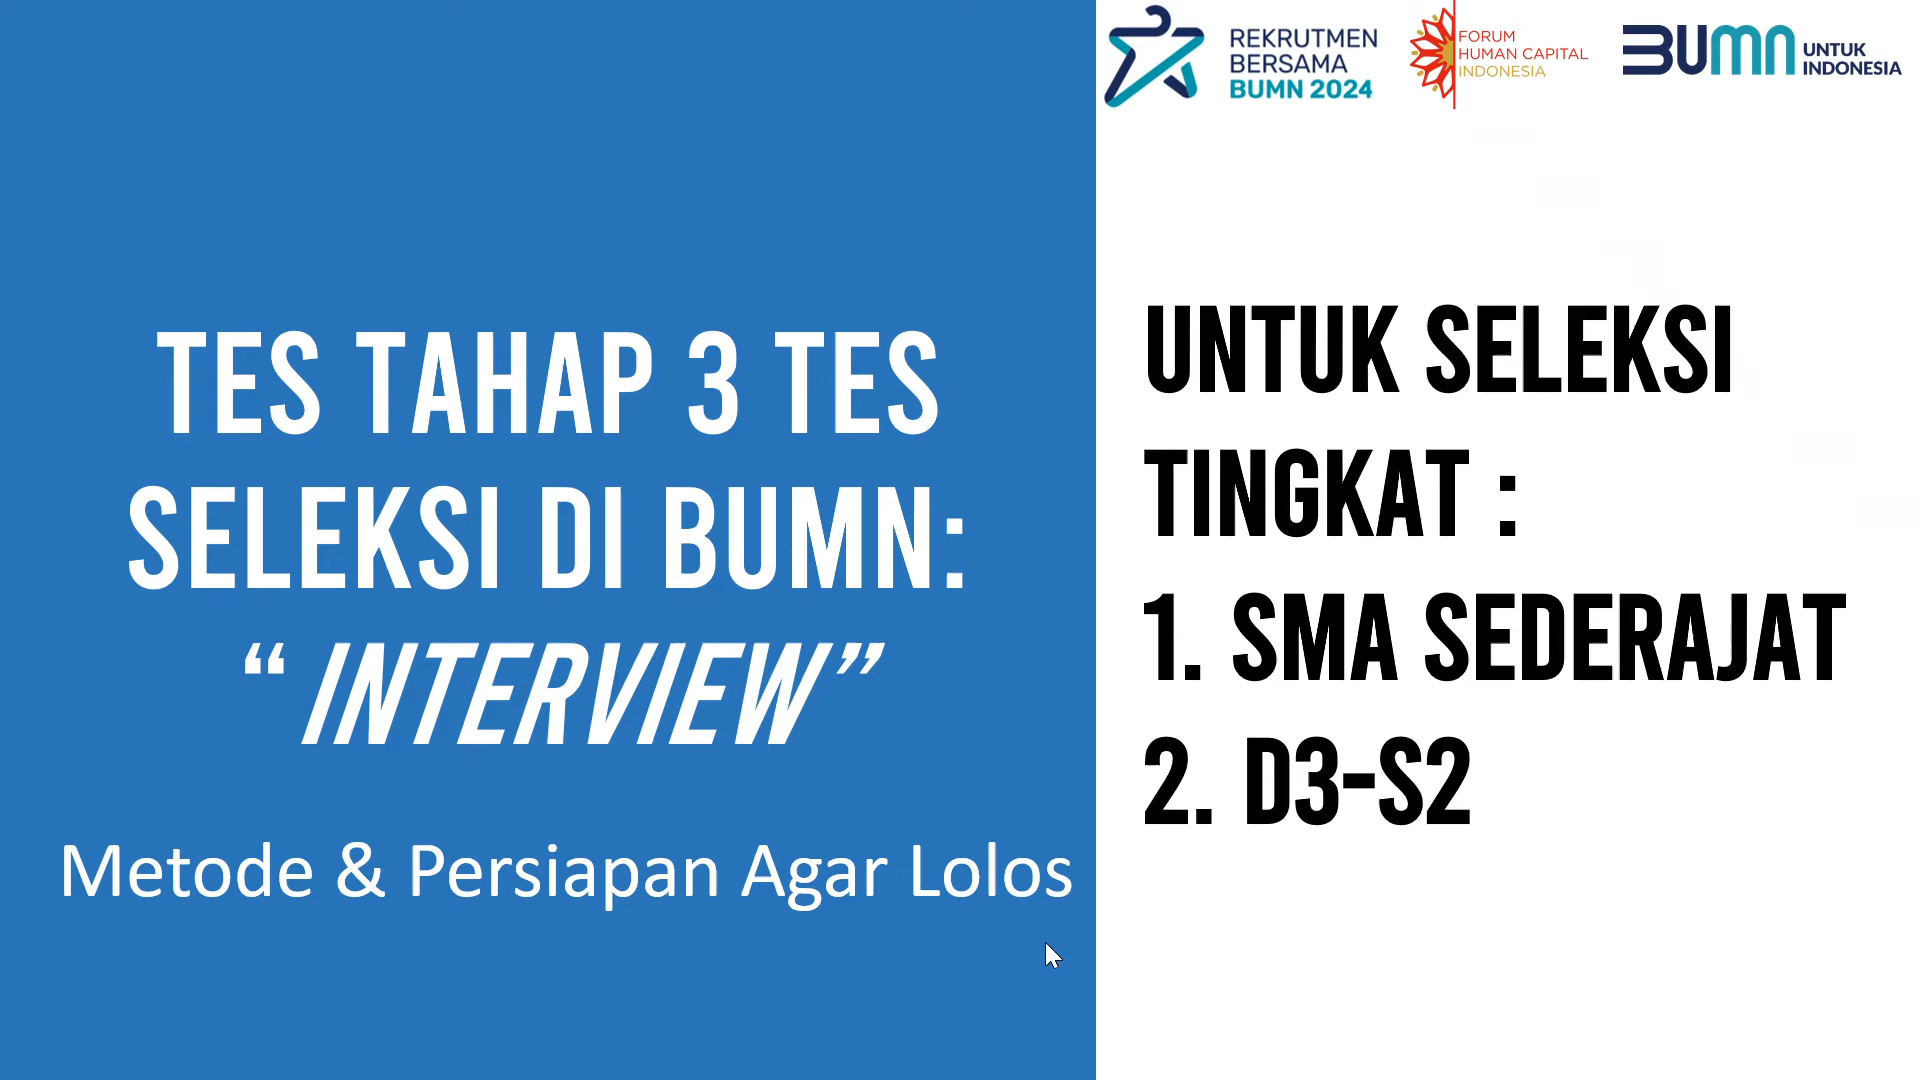 TES TAHAP 3 TES
SELEKSI DI BUMN:
“ INTERVIEW”
Metode & Persiapan Agar Lolos
REKRUTMEN
BERSAMA
BUMN 2024
FORUM
HUMAN CAPITAL
INDONESIA
BUMN UNTUK
INDONESIA
UNTUK SELEKSI
TINGKAT :
1. SMA SEDERAJAT
2. D3-S2